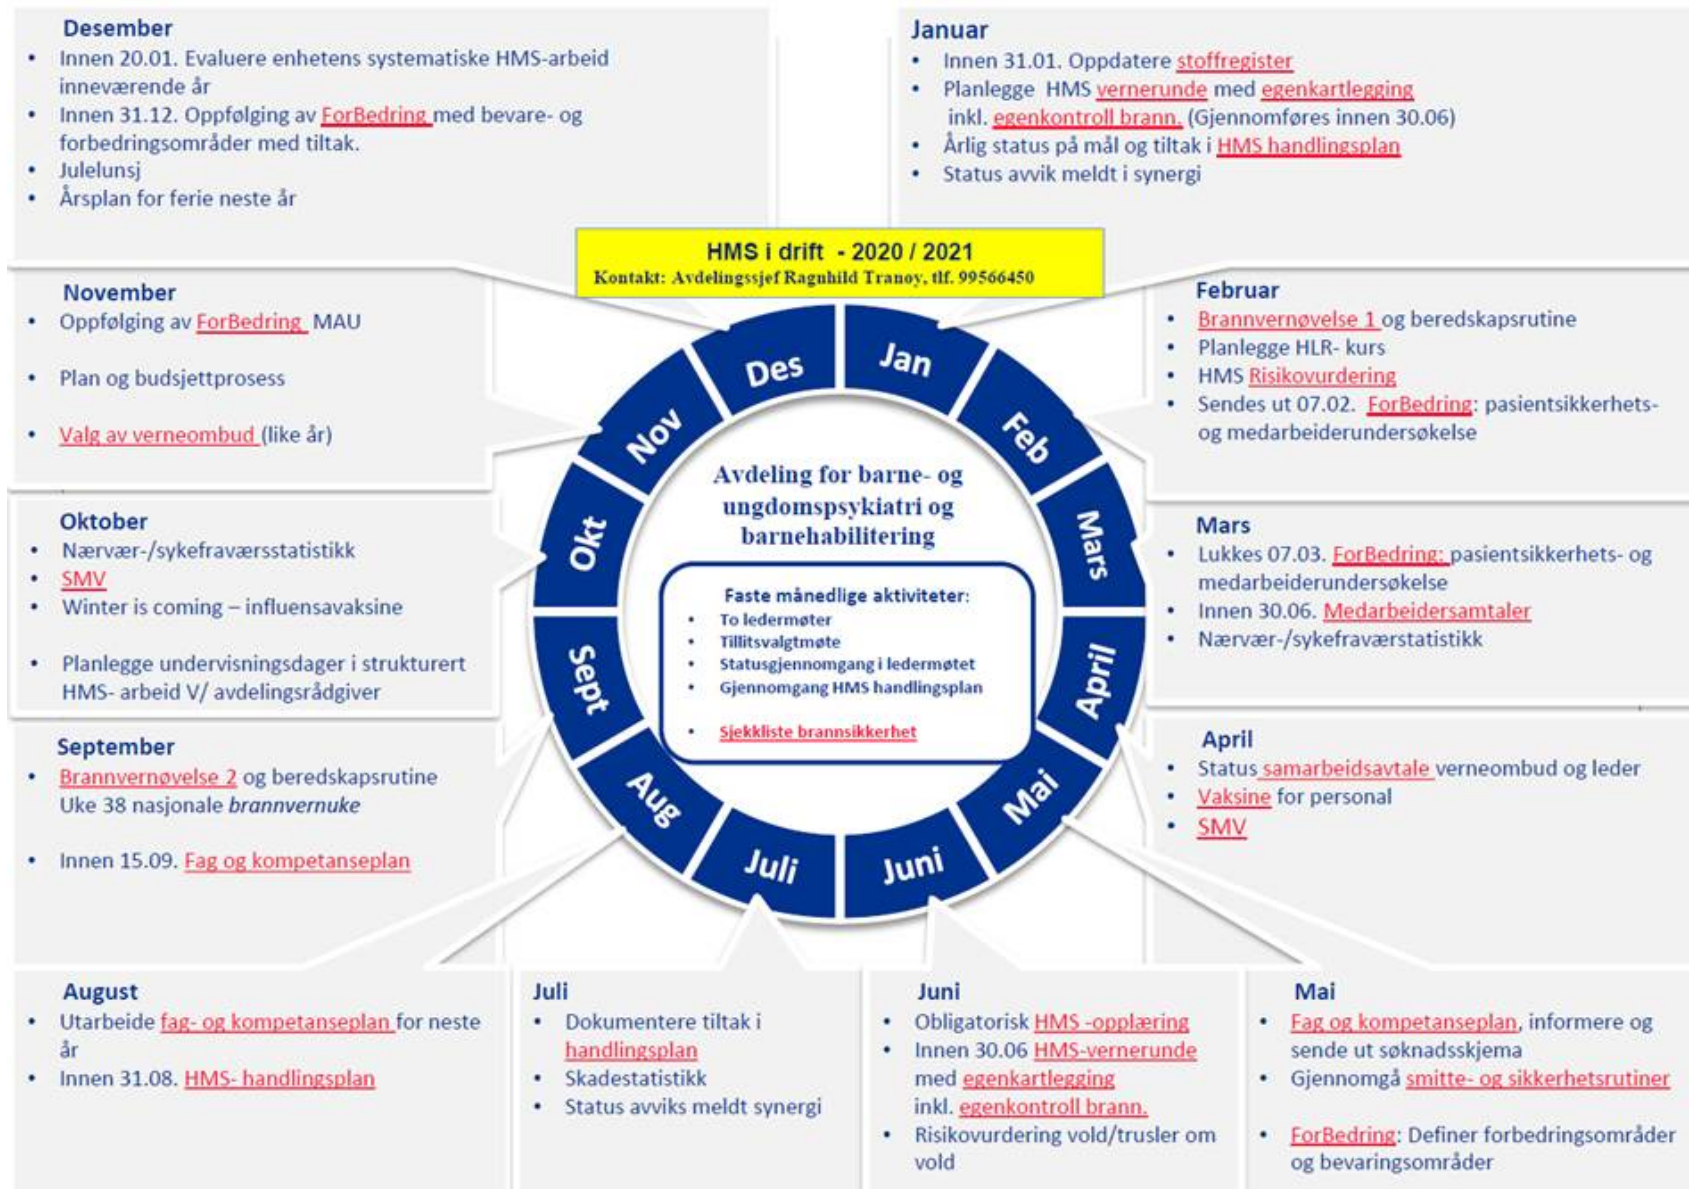 Desember
• Innen 20.01. Evaluere enhetens systematiske HMS-arbeid
inneværende år
• Innen 31.12. Oppfølging av ForBedring med bevare- og
forbedringsområder med tiltak.
• Julelunsj
• Årsplan for ferie neste år
Januar
• Innen 31.01. Oppdatere stoffregister
• Planlegge HMS vernerunde med egenkartlegging
inkl. egenkontroll brann. (Gjennomføres innen 30.06)
• Årlig status på mål og tiltak i HMS handlingsplan
• Status avvik meldt i synergi
HMS i drift - 2020 / 2021
Kontakt: Avdelingssjef Ragnhild Tranøy, tlf. 99566450
November
• Oppfølging av ForBedring MAU
• Plan og budsjettprosess
• Valg av verneombud (like år)
Februar
• Brannvernøvelse 1 og beredskapsrutine
• Planlegge HLR- kurs
• HMS Risikovurdering
• Sendes ut 07.02. ForBedring: pasientsikkerhets-
og medarbeiderundersøkelse
Oktober
• Nærvær-/sykefraværsstatistikk
• SMV
• Winter is coming – influensavaksine
• Planlegge undervisningsdager i strukturert
HMS- arbeid V/ avdelingsrådgiver
Mars
• Lukkes 07.03. ForBedring: pasientsikkerhets- og
medarbeiderundersøkelse
• Innen 30.06. Medarbeidersamtaler
• Nærvær-/sykefraværstatistikk
September
• Brannvernøvelse 2 og beredskapsrutine
Uke 38 nasjonale brannvernuke
• Innen 15.09. Fag og kompetanseplan
April
• Status samarbeidsavtale verneombud og leder
• Vaksine for personal
• SMV
Jan
Feb
Mars
April
Mai
Juni
Juli
Aug
Sept
Okt
Nov
Des
Avdeling for barne- og
ungdomspsykiatri og
barnehabilitering
Faste månedlige aktiviteter:
• To ledermøter
• Tillitsvalgtmøte
• Statusgjennomgang i ledermøtet
• Gjennomgang HMS handlingsplan
• Sjekkliste brannsikkerhet
August
• Utarbeide fag- og kompetanseplan for neste
år
• Innen 31.08. HMS- handlingsplan
Juli
• Dokumentere tiltak i
handlingsplan
• Skadestatistikk
• Status avviks meldt synergi
Juni
• Obligatorisk HMS -opplæring
• Innen 30.06 HMS-vernerunde
med egenkartlegging
inkl. egenkontroll brann.
• Risikovurdering vold/trusler om
vold
Mai
• Fag og kompetanseplan, informere og
sende ut søknadsskjema
• Gjennomgå smitte- og sikkerhetsrutiner
• ForBedring: Definer forbedringsområder
og bevaringsområder